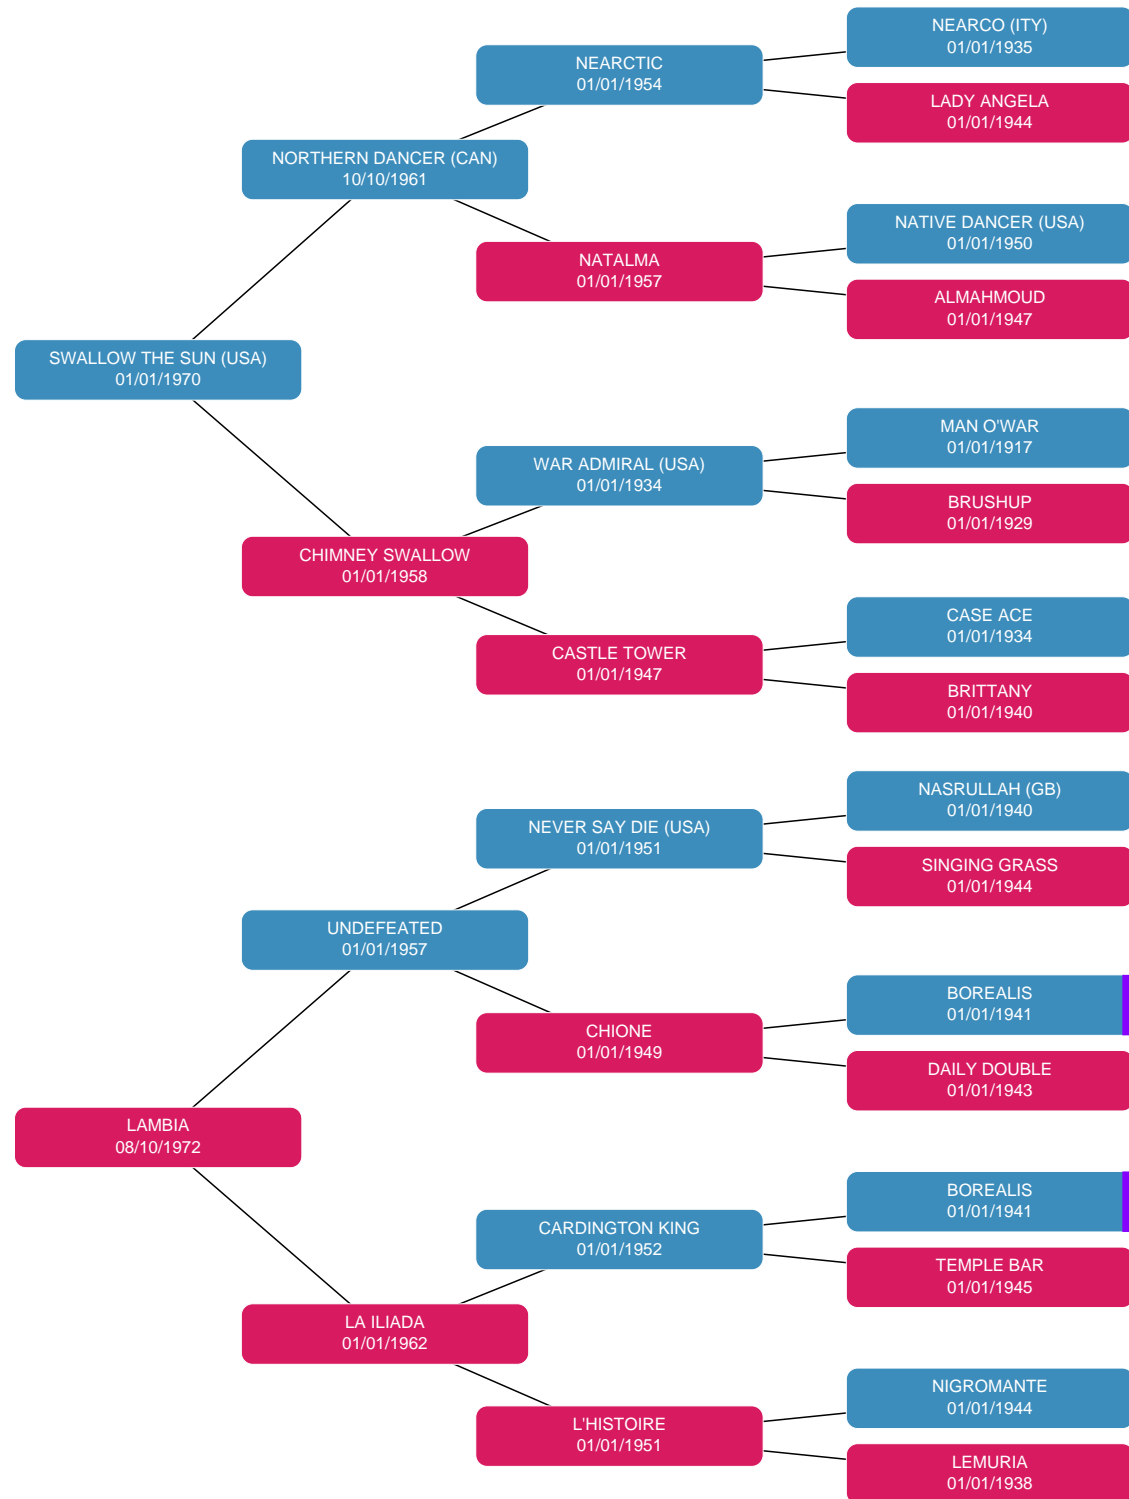 NEARCO (ITY)
01/01/1935
NEARCTIC
01/01/1954
LADY ANGELA
01/01/1944
NORTHERN DANCER (CAN)
10/10/1961
NATIVE DANCER (USA)
01/01/1950
NATALMA
01/01/1957
ALMAHMOUD
01/01/1947
SWALLOW THE SUN (USA)
01/01/1970
MAN O'WAR
01/01/1917
WAR ADMIRAL (USA)
01/01/1934
BRUSHUP
01/01/1929
CHIMNEY SWALLOW
01/01/1958
CASE ACE
01/01/1934
CASTLE TOWER
01/01/1947
BRITTANY
01/01/1940
NASRULLAH (GB)
01/01/1940
NEVER SAY DIE (USA)
01/01/1951
SINGING GRASS
01/01/1944
UNDEFEATED
01/01/1957
BOREALIS
01/01/1941
CHIONE
01/01/1949
DAILY DOUBLE
01/01/1943
LAMBIA
08/10/1972
BOREALIS
01/01/1941
CARDINGTON KING
01/01/1952
TEMPLE BAR
01/01/1945
LA ILIADA
01/01/1962
NIGROMANTE
01/01/1944
L'HISTOIRE
01/01/1951
LEMURIA
01/01/1938